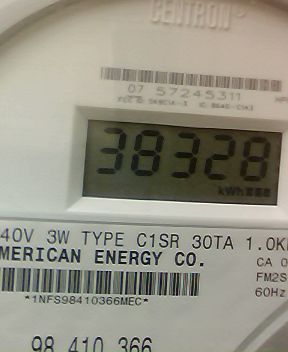 CENTRON
07 57245311
38328
kWh
40V 3W TYPE C1SR 30TA 1.0K
MERICAN ENERGY CO.
CA 0
FM2S
60Hz
*1NFS98410366MEC*
98 410 366